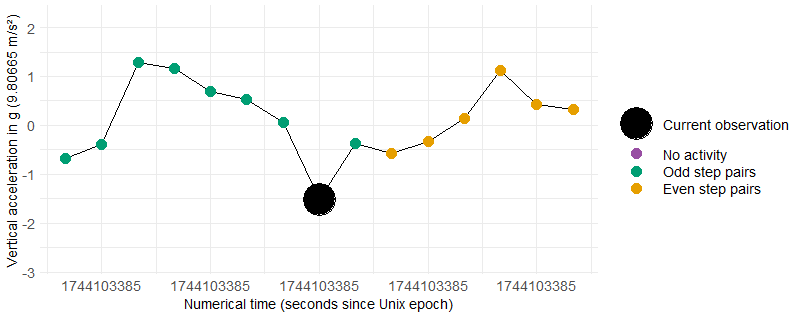 Vertical acceleration in g (9.80665 m/s²)
2
1
0
-1
-2
-3
1744103385 1744103385 1744103385 1744103385 1744103385
Numerical time (seconds since Unix epoch)
Current observation
No activity
Odd step pairs
Even step pairs